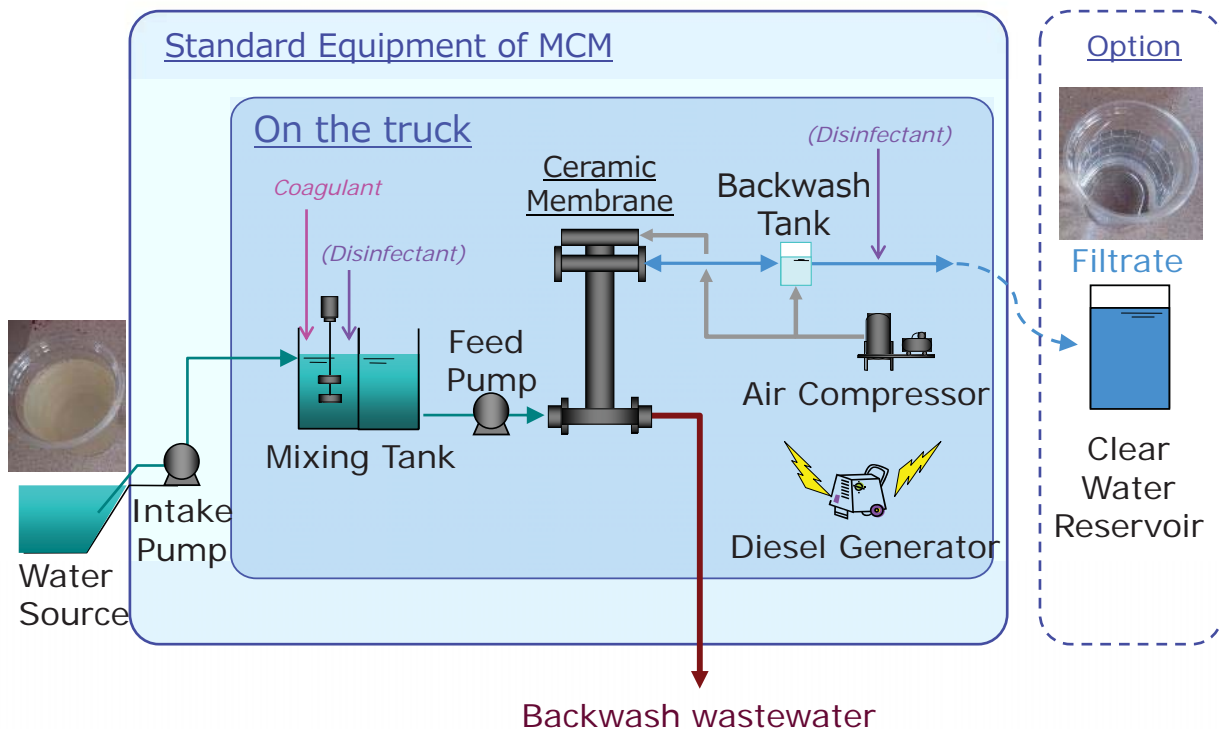 Standard Equipment of MCM
Option
On the truck
(Disinfectant)
Coagulant
Ceramic
Membrane
Backwash
Tank
(Disinfectant)
Filtrate
Feed
Pump
Air Compressor
Mixing Tank
Clear
Water
Reservoir
Intake
Pump
Diesel Generator
Water
Source
Backwash wastewater